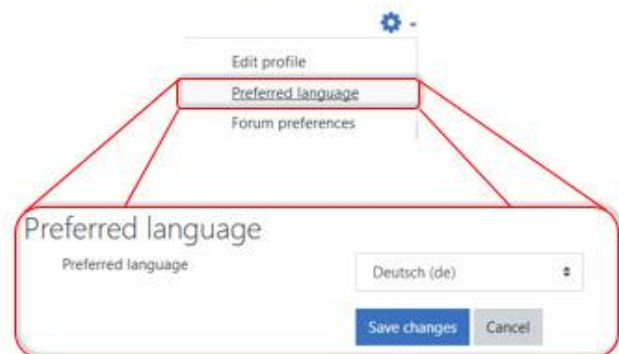 Edit profile
Preferred language
Forum preferences
Preferred language
Preferred language
Deutsch (de)
Save changes
Cancel